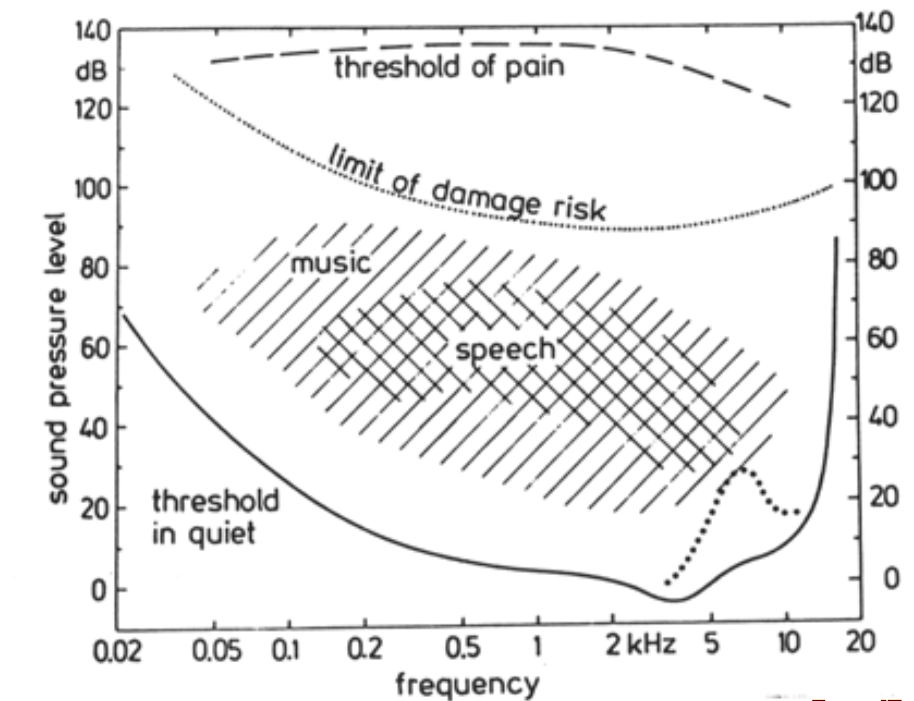 140
dB
120
100
80
60
40
20
0
sound pressure level
140
dB
120
100
80
60
40
20
0
threshold of pain
limit of damage risk
music
speech
threshold
in quiet
0.02 0.05 0.1 0.2 0.5 1 2 kHz 5 10 20
frequency